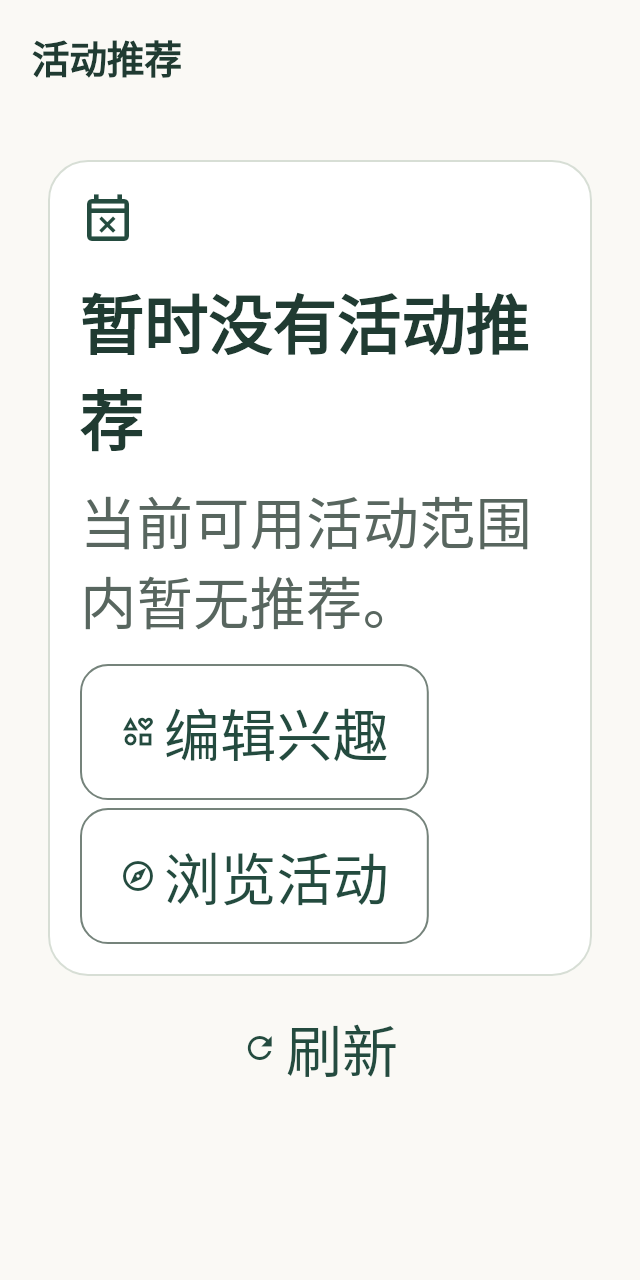 活动推荐
暂时没有活动推
荐
当前可用活动范围
内暂无推荐。
编辑兴趣
浏览活动
刷新